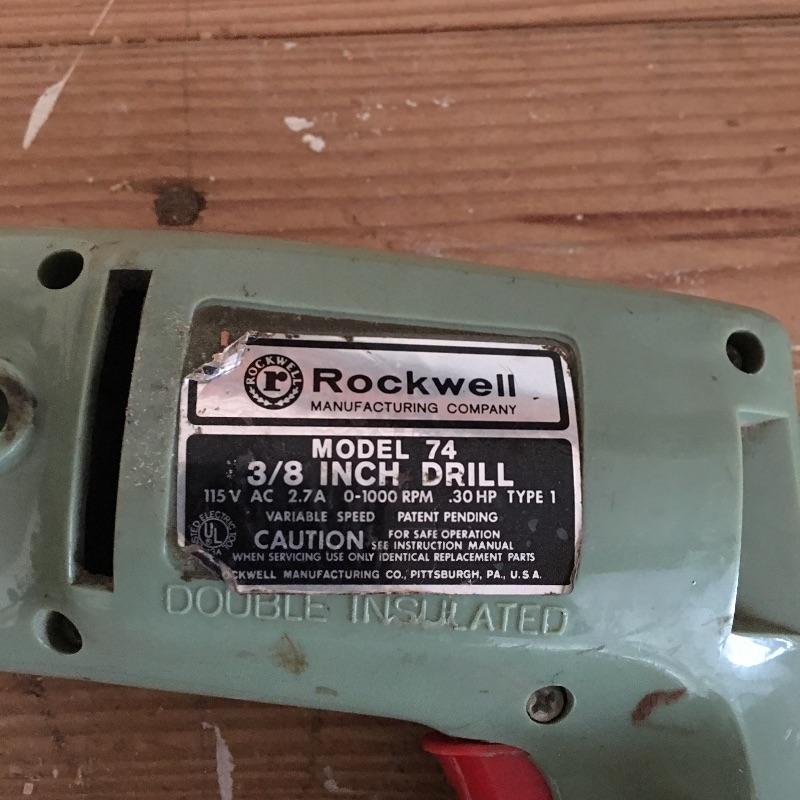 ROCKWELL
r
Rockwell
MANUFACTURING COMPANY
MODEL 74
3/8 INCH DRILL
115 V AC 2.7A 0-1000 RPM .30 HP TYPE 1
VARIABLE SPEED PATENT PENDING
UL
CAUTION FOR SAFE OPERATION
SEE INSTRUCTION MANUAL
WHEN SERVICING USE ONLY IDENTICAL REPLACEMENT PARTS
MANUFACTURING CO., PITTSBURGH, PA., U.S.A.
DOUBLE INSULATED